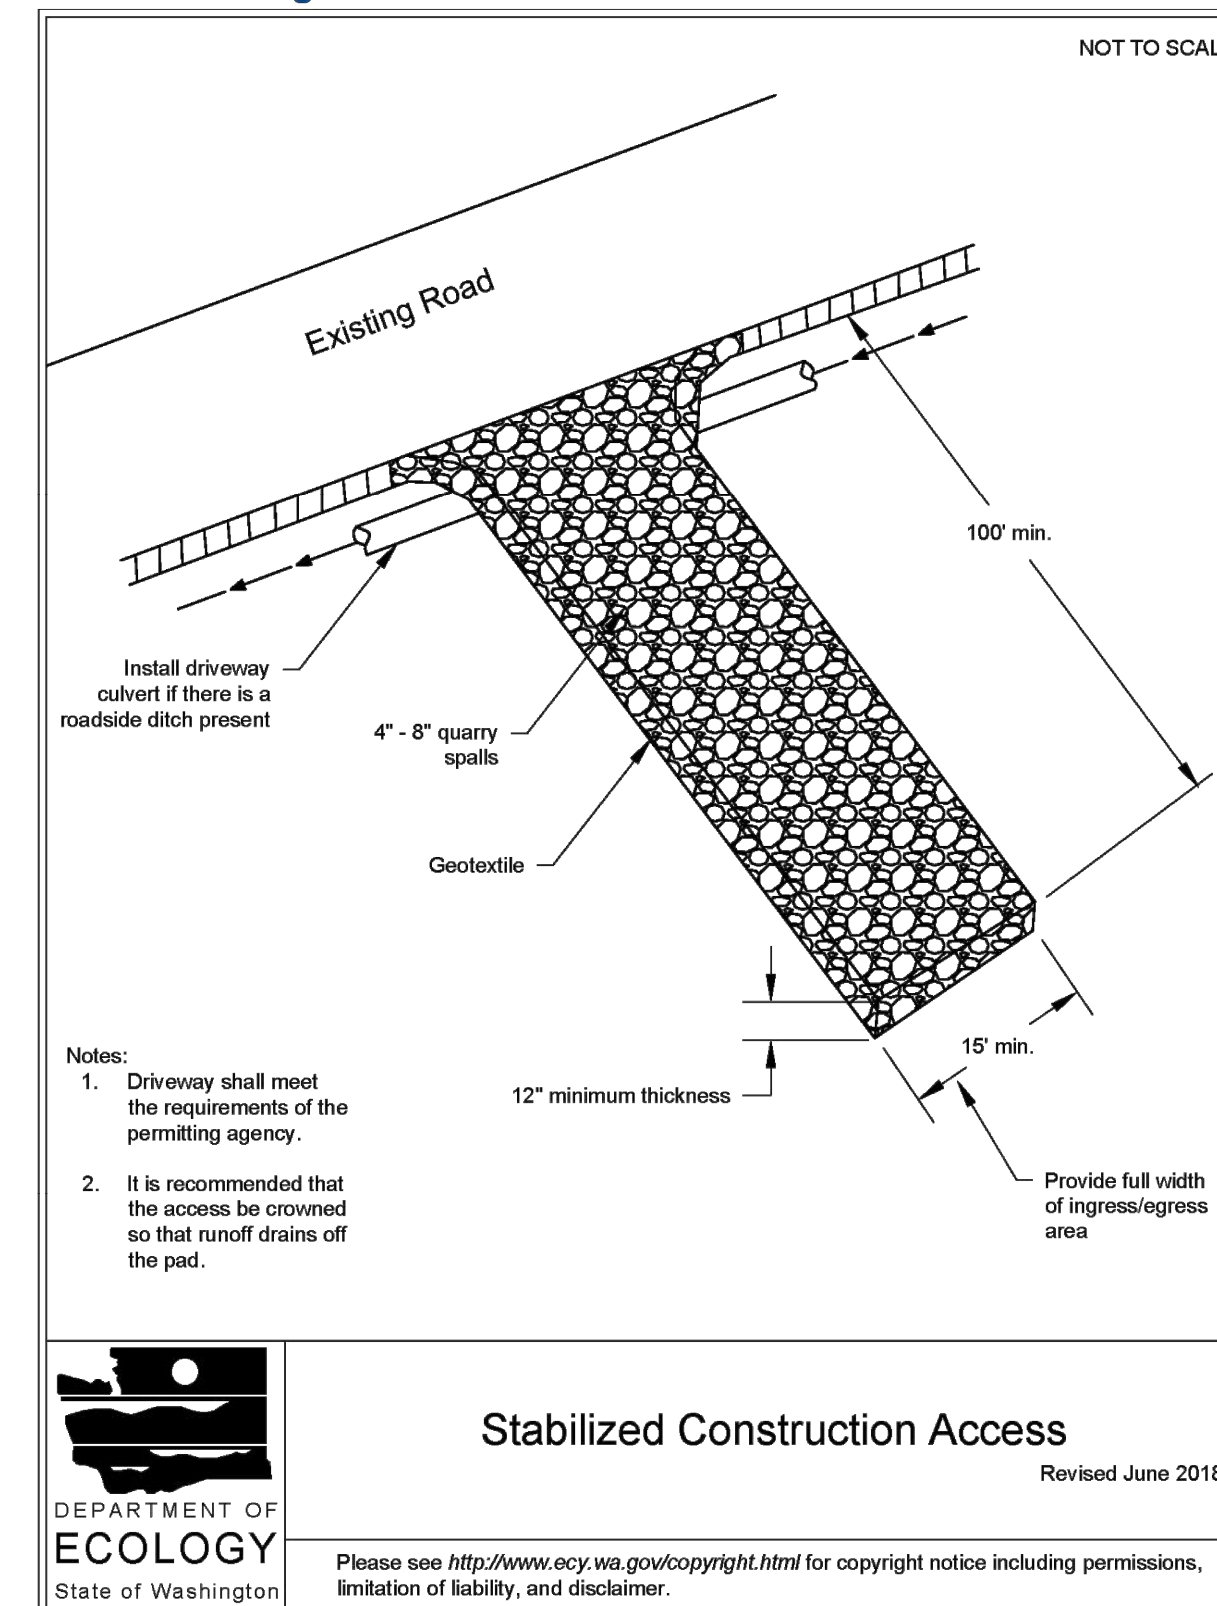 NOT TO SCAL
Existing Road
100' min.
Install driveway
culvert if there is a
roadside ditch present
4" - 8" quarry
spalls
Geotextile
15' min.
12" minimum thickness
Notes:
1. Driveway shall meet
the requirements of the
permitting agency.
2. It is recommended that
the access be crowned
so that runoff drains off
the pad.
Provide full width
of ingress/egress
area
Stabilized Construction Access
Revised June 2018
DEPARTMENT OF
ECOLOGY
State of Washington
Please see http://www.ecy.wa.gov/copyright.html for copyright notice including permissions,
limitation of liability, and disclaimer.